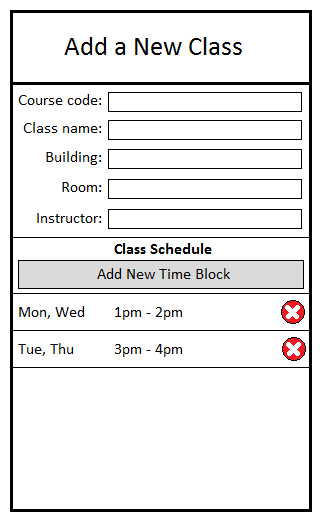 Add a New Class
Course code:
Class name:
Building:
Room:
Instructor:
Class Schedule
Add New Time Block
Mon, Wed 1pm - 2pm
Tue, Thu 3pm - 4pm